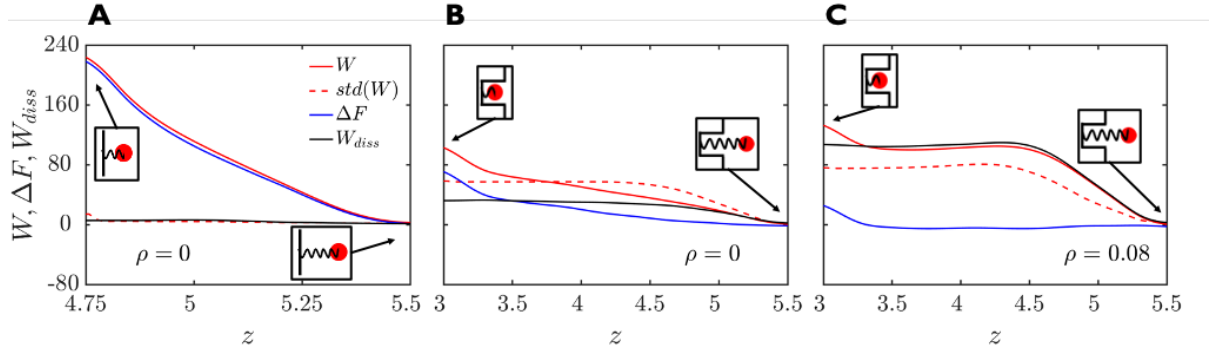 A
B
C
W, ΔF, W_diss
240
160
80
0
-80
W
std(W)
ΔF
W_diss
ρ = 0
4.75
5
5.25
5.5
z
ρ = 0
3
3.5
4
4.5
5
5.5
z
ρ = 0.08
3
3.5
4
4.5
5
5.5
z